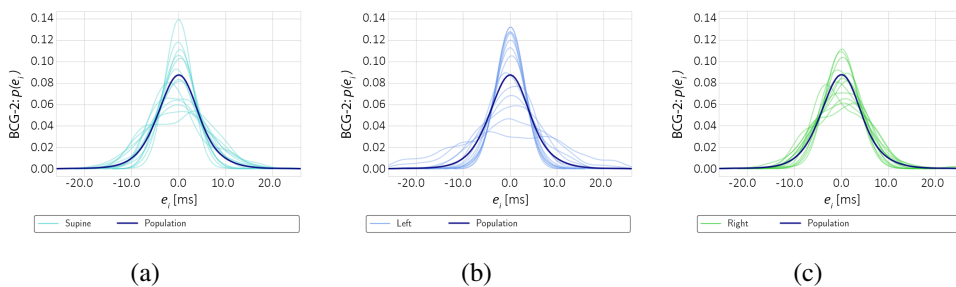 BCG-2: p(e_i)
0.14
0.12
0.10
0.08
0.06
0.04
0.02
0.00
-20.0 -10.0 0.0 10.0 20.0
e_i [ms]
Supine Population
(a)
BCG-2: p(e_i)
0.14
0.12
0.10
0.08
0.06
0.04
0.02
0.00
-20.0 -10.0 0.0 10.0 20.0
e_i [ms]
Left Population
(b)
BCG-2: p(e_i)
0.14
0.12
0.10
0.08
0.06
0.04
0.02
0.00
-20.0 -10.0 0.0 10.0 20.0
e_i [ms]
Right Population
(c)